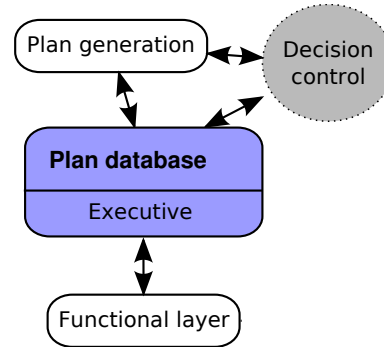 Plan generation
Decision
control
Plan database
Executive
Functional layer